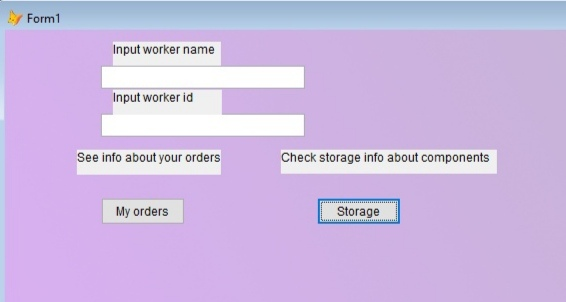 Form1
Input worker name
Input worker id
See info about your orders
Check storage info about components
My orders
Storage